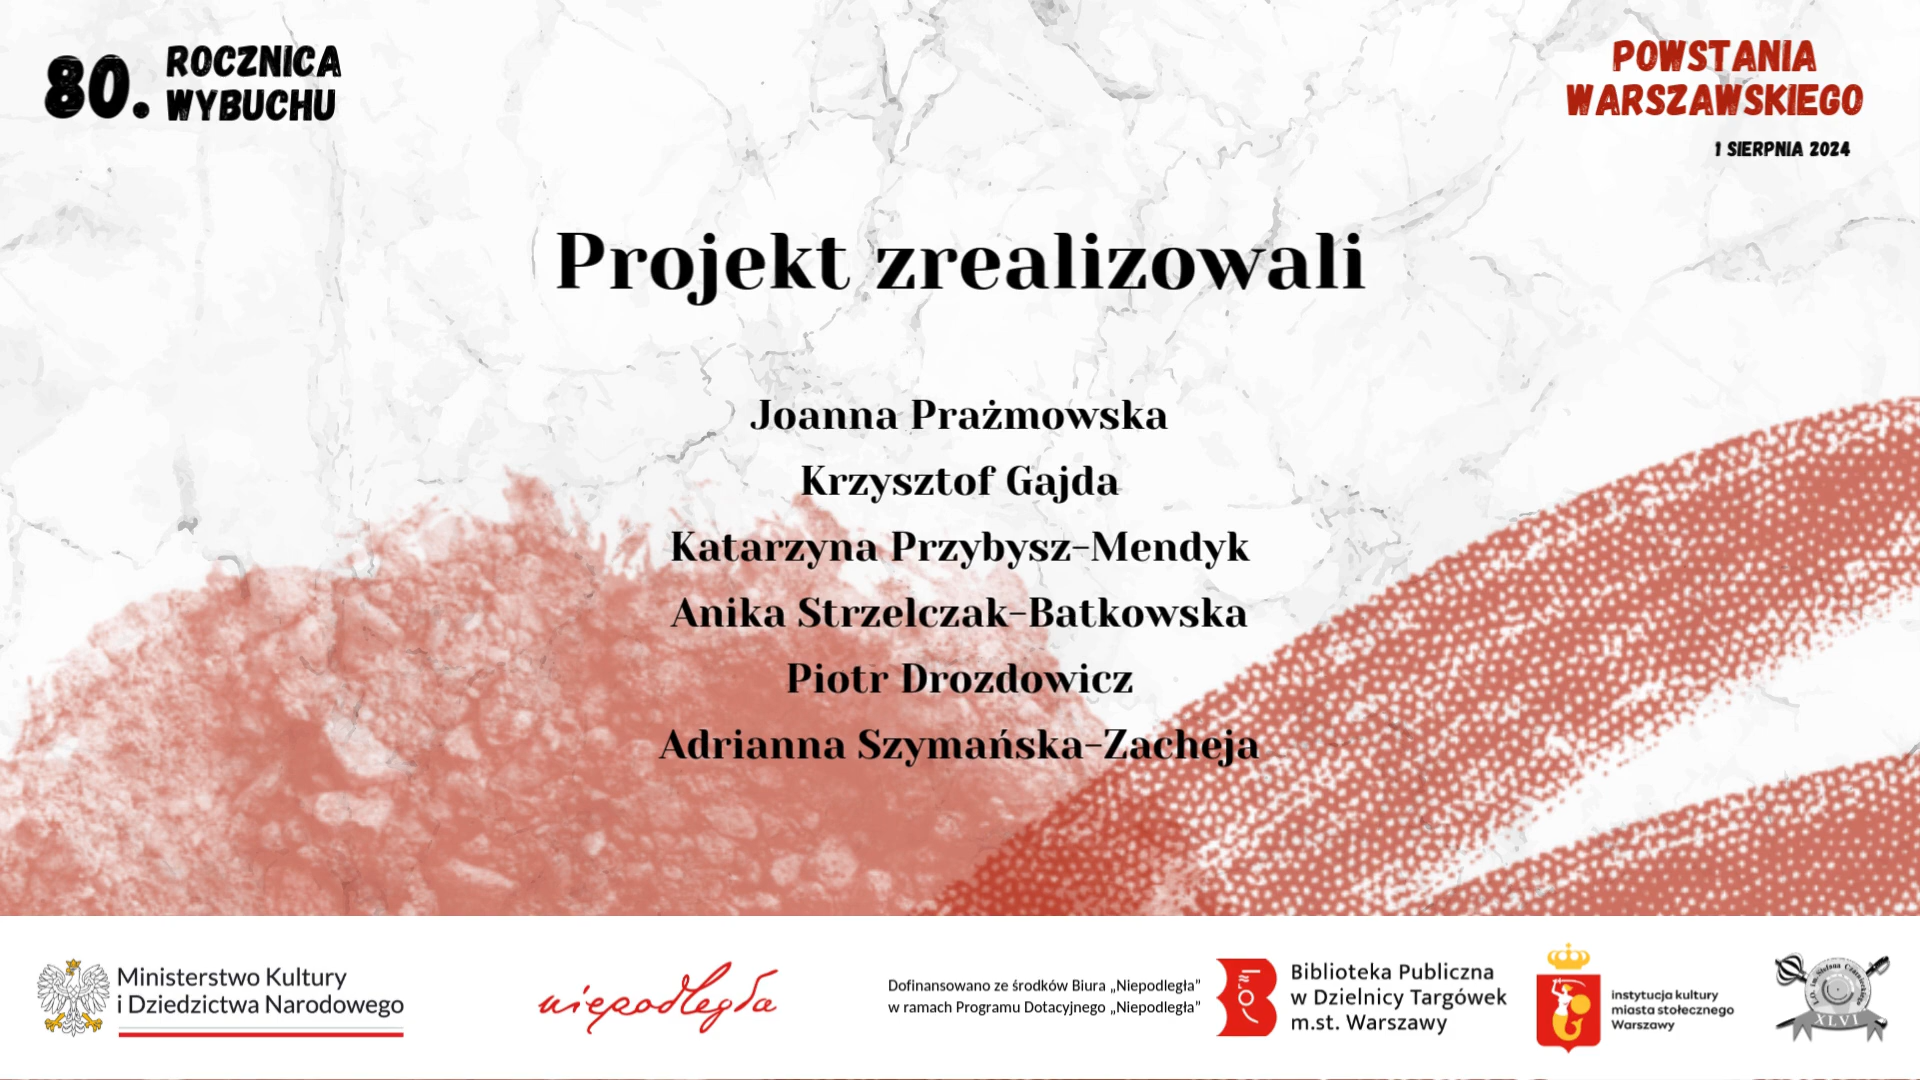 80. ROCZNICA
WYBUCHU
POWSTANIA
WARSZAWSKIEGO
1 SIERPNIA 2024
Projekt zrealizowali
Joanna Prażmowska
Krzysztof Gajda
Katarzyna Przybysz-Mendyk
Anika Strzelczak-Batkowska
Piotr Drozdowicz
Adrianna Szymańska-Zacheja
Ministerstwo Kultury
i Dziedzictwa Narodowego
niepodległa
Dofinansowano ze środków Biura „Niepodległa”
w ramach Programu Dotacyjnego „Niepodległa”
Biblioteka Publiczna
w Dzielnicy Targówek
m.st. Warszawy
instytucja kultury
miasta stołecznego
Warszawy
XLVI